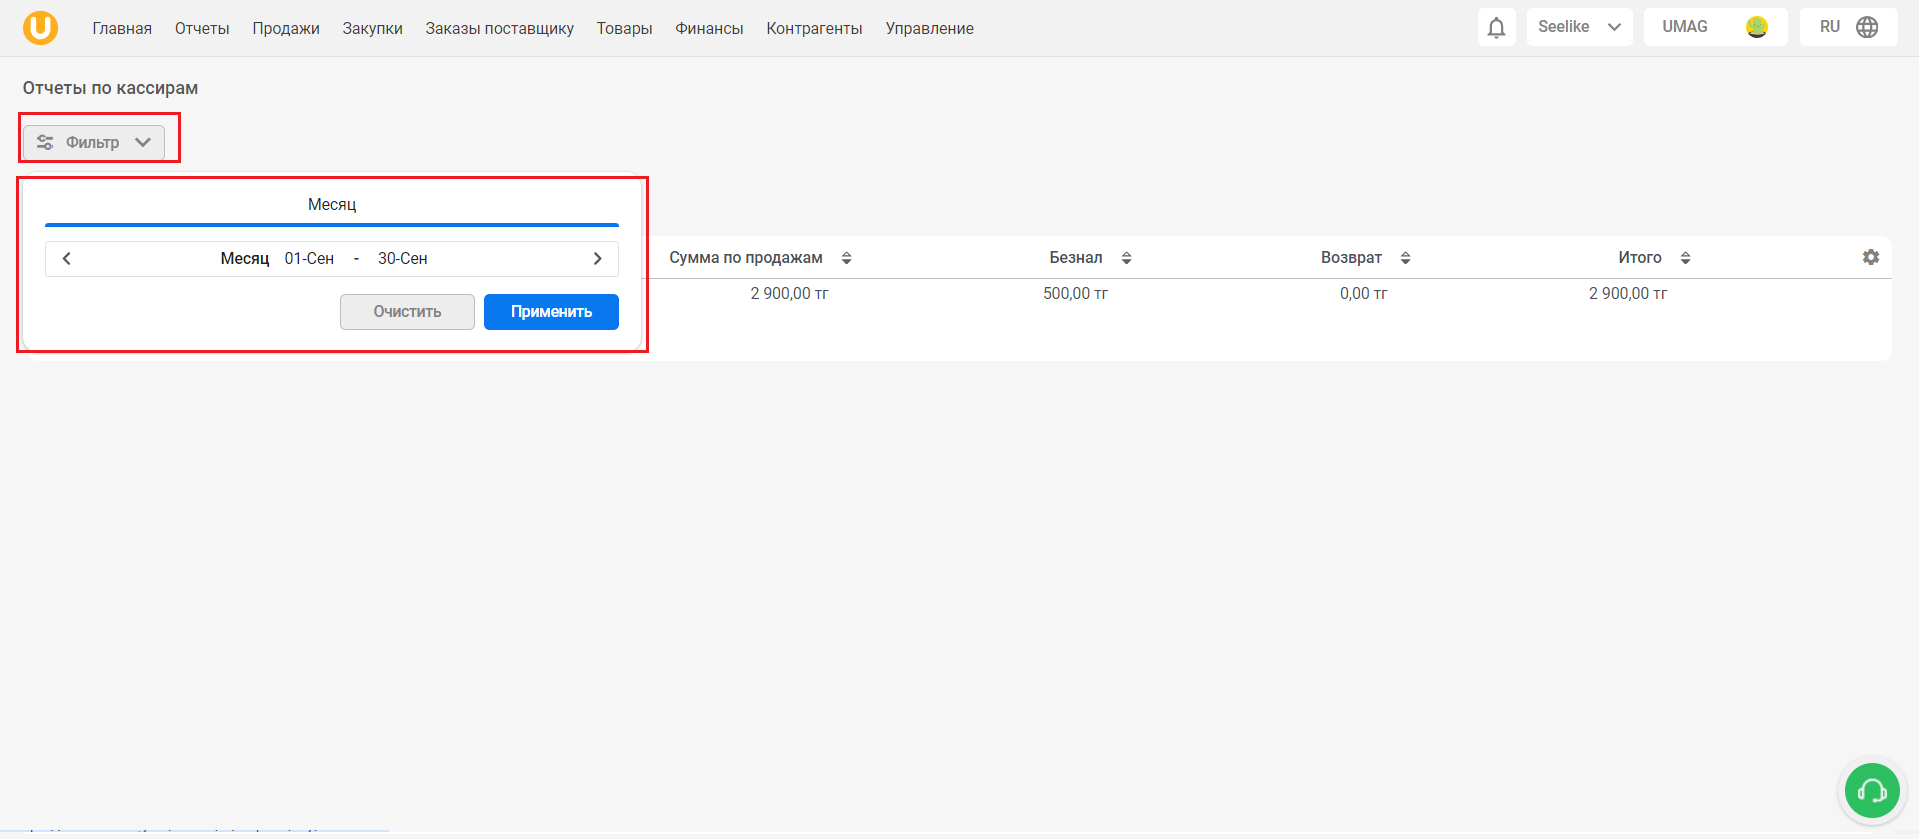 Главная Отчеты Продажи Закупки Заказы поставщику Товары Финансы Контрагенты Управление Seelike UMAG RU
Отчеты по кассирам
Фильтр
Месяц
Месяц 01-Сен - 30-Сен
Очистить Применить
Сумма по продажам Безнал Возврат Итого
2 900,00 тг 500,00 тг 0,00 тг 2 900,00 тг